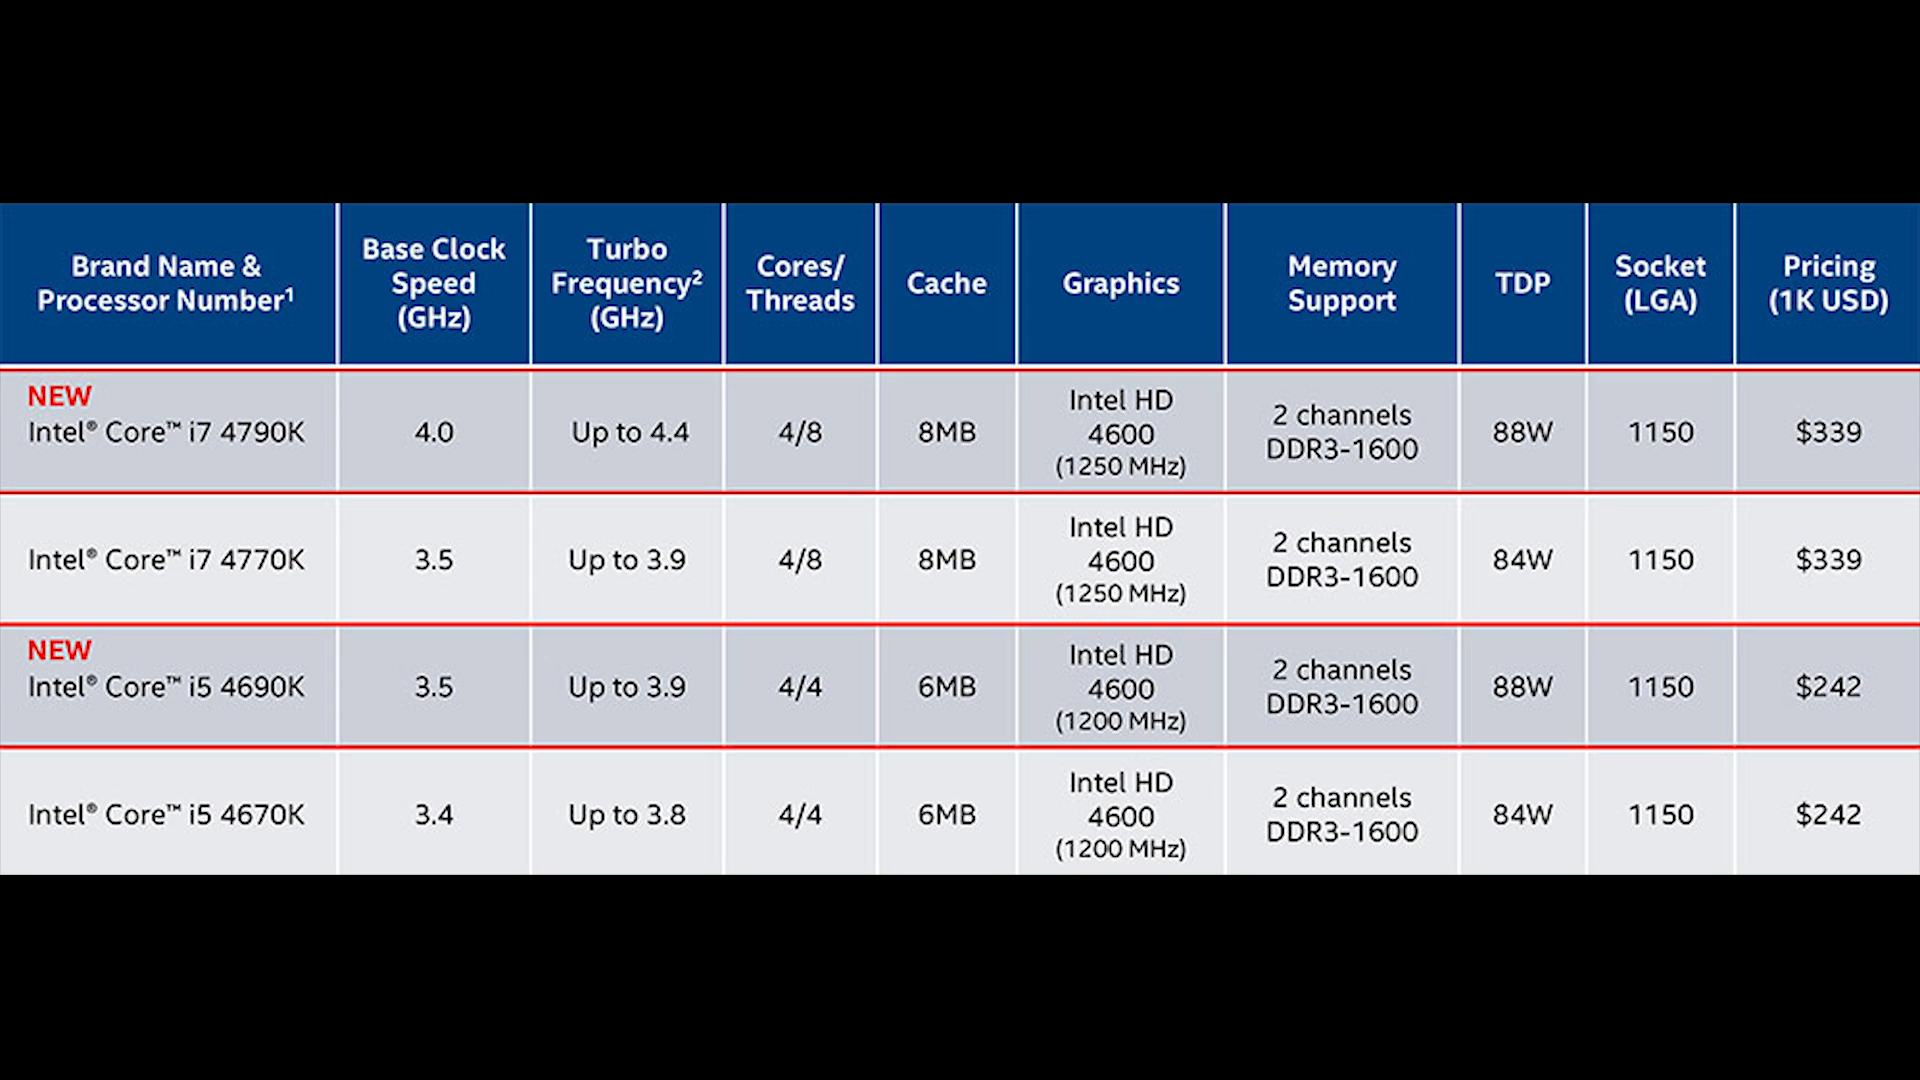 Brand Name &
Processor Number¹
Base Clock
Speed
(GHz)
Turbo
Frequency²
(GHz)
Cores/
Threads
Cache
Graphics
Memory
Support
TDP
Socket
(LGA)
Pricing
(1K USD)
NEW
Intel® Core™ i7 4790K
4.0
Up to 4.4
4/8
8MB
Intel HD
4600
(1250 MHz)
2 channels
DDR3-1600
88W
1150
$339
Intel® Core™ i7 4770K
3.5
Up to 3.9
4/8
8MB
Intel HD
4600
(1250 MHz)
2 channels
DDR3-1600
84W
1150
$339
NEW
Intel® Core™ i5 4690K
3.5
Up to 3.9
4/4
6MB
Intel HD
4600
(1200 MHz)
2 channels
DDR3-1600
88W
1150
$242
Intel® Core™ i5 4670K
3.4
Up to 3.8
4/4
6MB
Intel HD
4600
(1200 MHz)
2 channels
DDR3-1600
84W
1150
$242